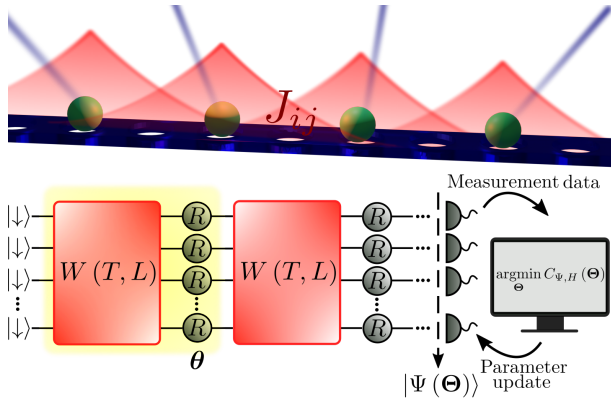 J_{ij}
Measurement data
|↓⟩ R R
|↓⟩ R R
|↓⟩ W (T, L) R W (T, L) R
|↓⟩ R R
θ
argmin C_{Ψ,H} (Θ)
Θ
|Ψ (Θ)⟩
Parameter
update